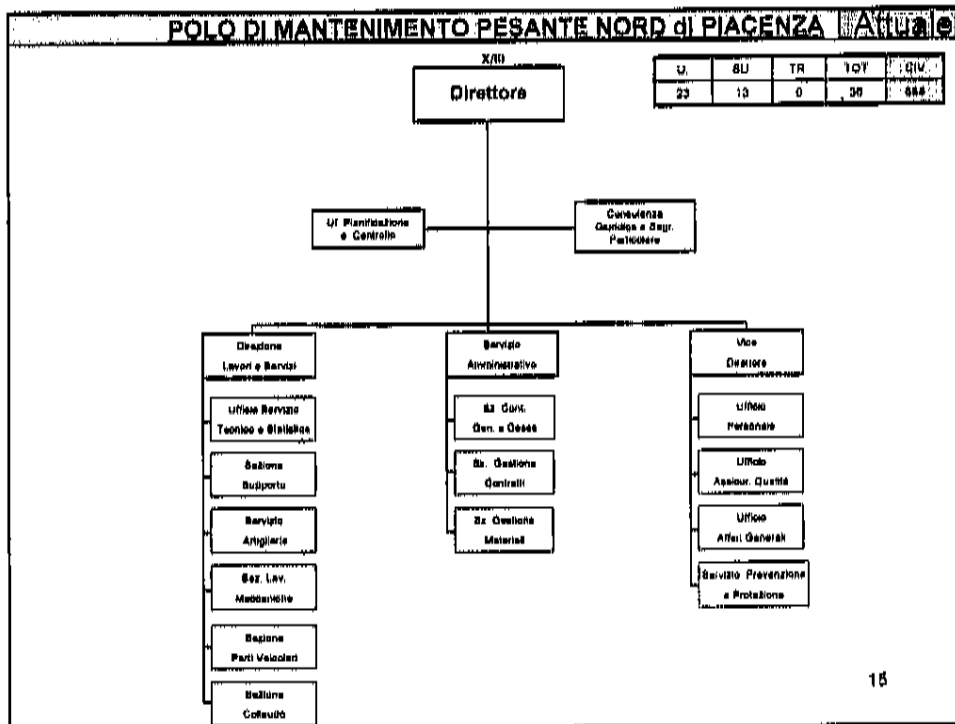 POLO DI MANTENIMENTO PESANTE NORD di PIACENZA Attuale
X/III
Direttore
U. SU TR TOT CIV
23 13 0 36
Uf Pianificazione
e Controllo
Consulenza
Giuridica e Segr.
Particolare
Direzione
Lavori e Servizi
Servizio
Amministrativo
Vice
Direttore
Ufficio Servizio
Tecnico e Statistica
Sezione
Supporto
Servizio
Artiglierie
Sez. Lav.
Meccaniche
Sezione
Parti Veicolari
Sezione
Collaudo
Sz Cont.
Gen. e Cassa
Sz. Gestione
Contratti
Sz Gestione
Materiali
Ufficio
Personale
Ufficio
Assicur. Qualità
Ufficio
Affari Generali
Servizio Prevenzione
e Protezione
15